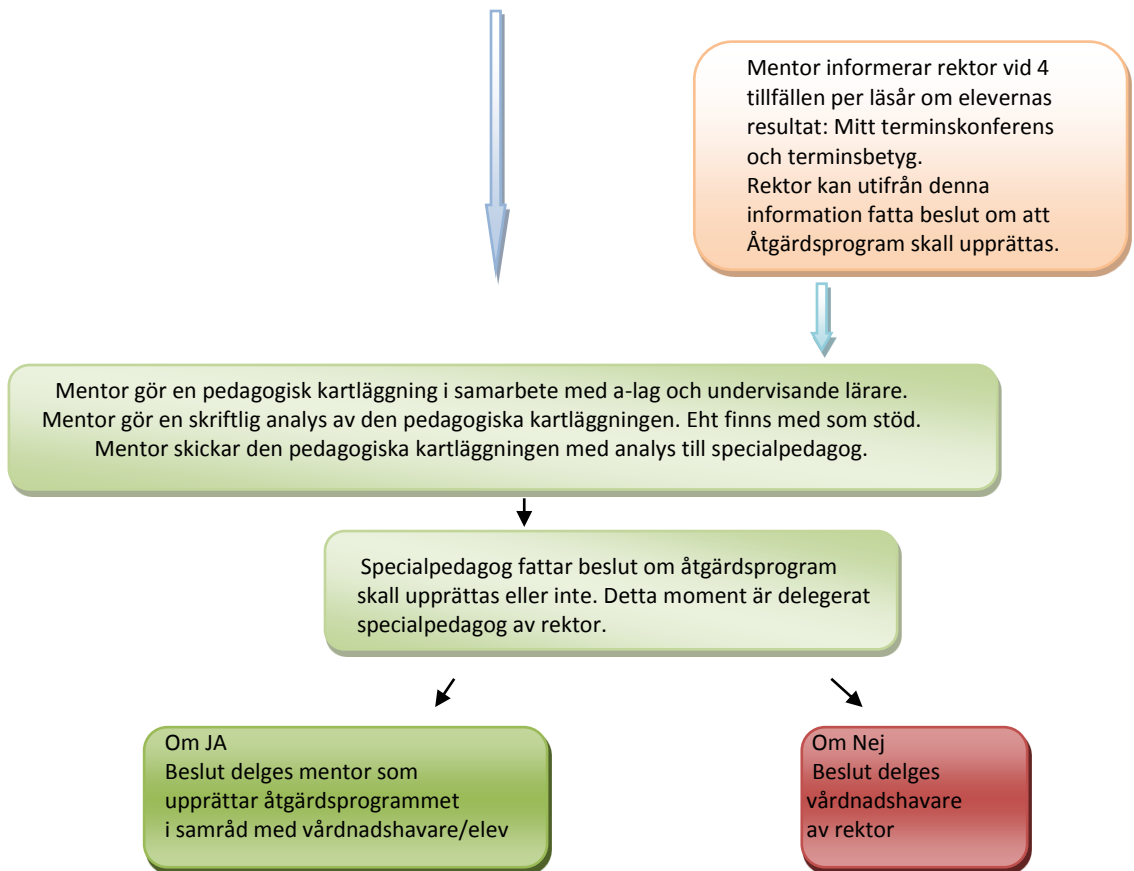 Mentor informerar rektor vid 4
tillfällen per läsår om elevernas
resultat: Mitt terminskonferens
och terminsbetyg.
Rektor kan utifrån denna
information fatta beslut om att
Åtgärdsprogram skall upprättas.
Mentor gör en pedagogisk kartläggning i samarbete med a-lag och undervisande lärare.
Mentor gör en skriftlig analys av den pedagogiska kartläggningen. Eht finns med som stöd.
Mentor skickar den pedagogiska kartläggningen med analys till specialpedagog.
Specialpedagog fattar beslut om åtgärdsprogram
skall upprättas eller inte. Detta moment är delegerat
specialpedagog av rektor.
Om JA
Beslut delges mentor som
upprättar åtgärdsprogrammet
i samråd med vårdnadshavare/elev
Om Nej
Beslut delges
vårdnadshavare
av rektor